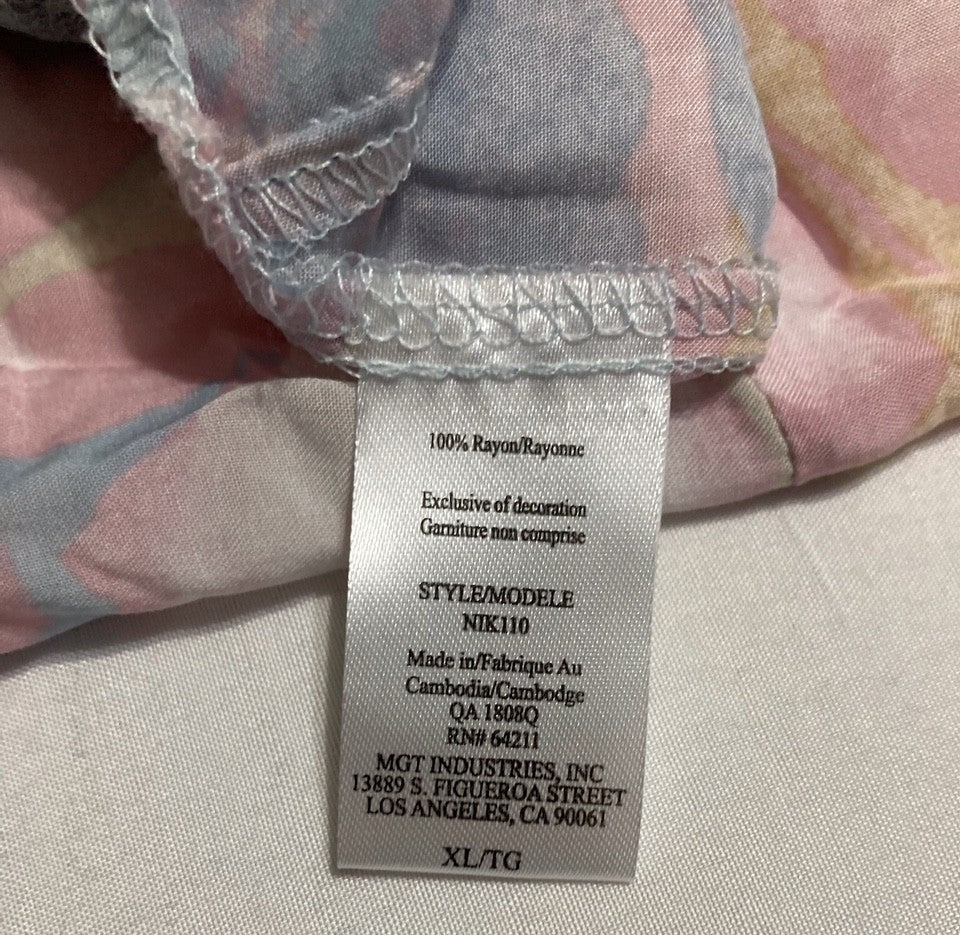 100% Rayon/Rayonne
Exclusive of decoration
Garniture non comprise
STYLE/MODELE
NIK110
Made in/Fabrique Au
Cambodia/Cambodge
QA 1808Q
RN# 64211
MGT INDUSTRIES, INC
13889 S. FIGUEROA STREET
LOS ANGELES, CA 90061
XL/TG